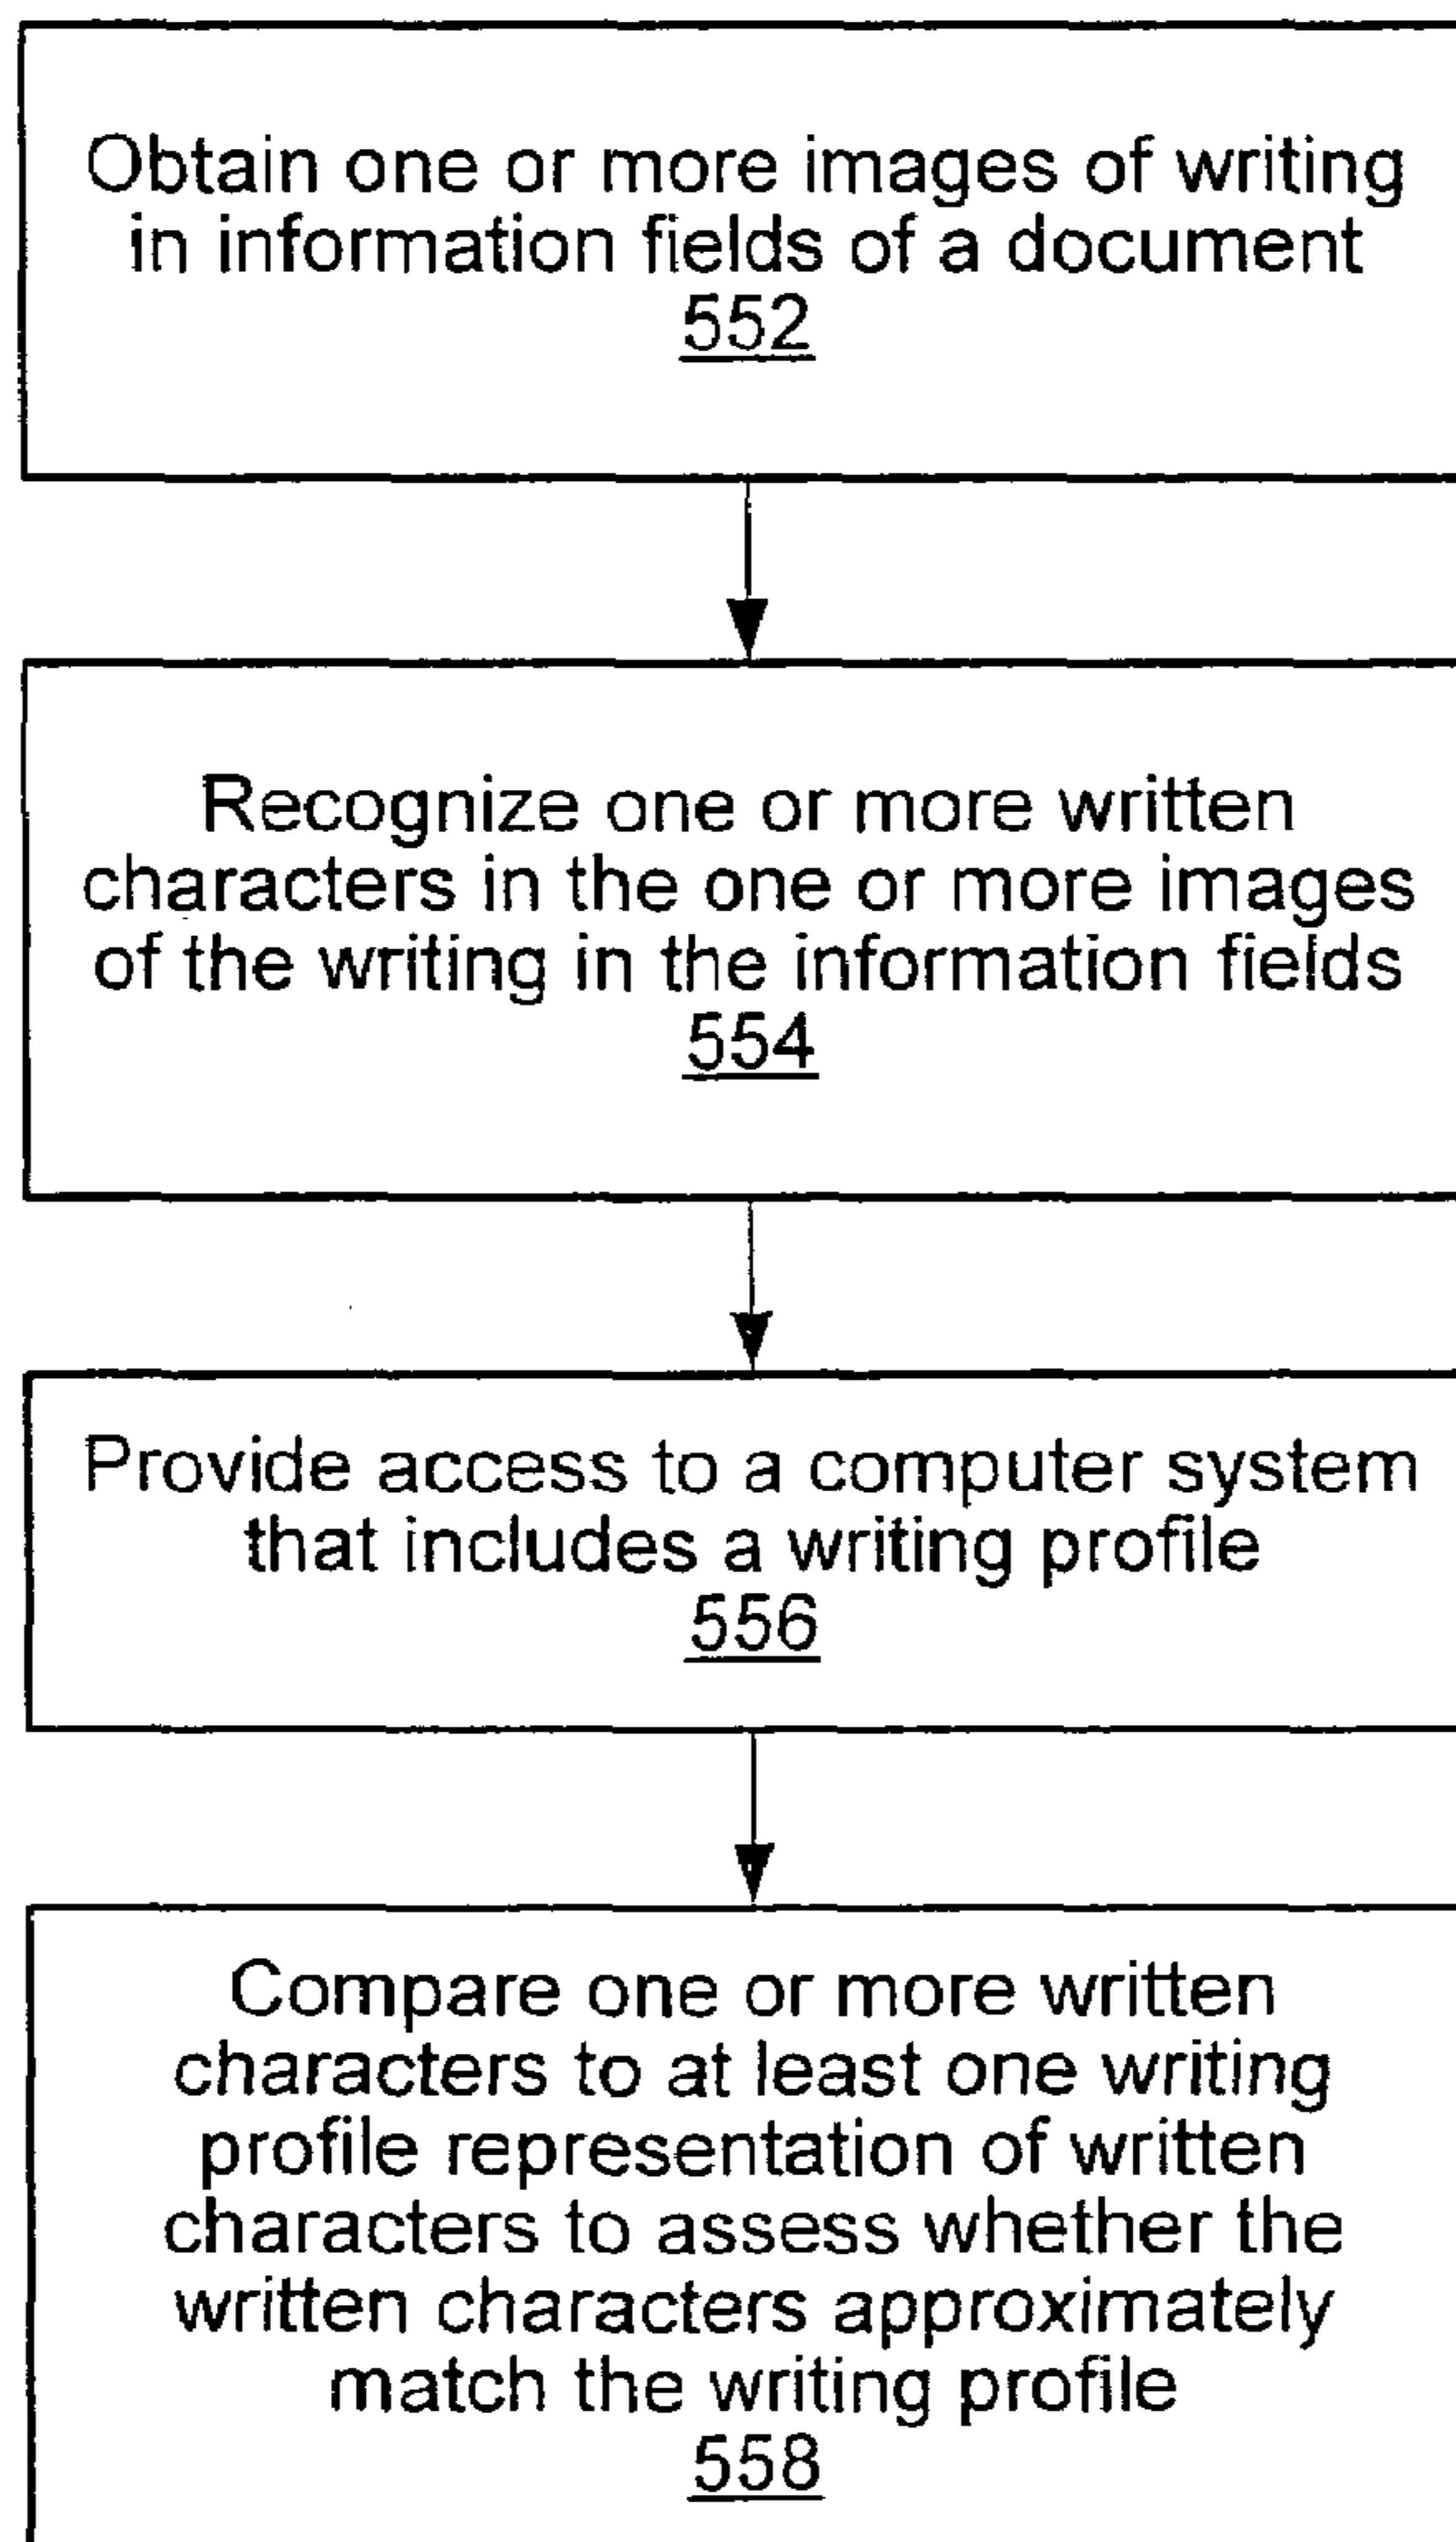 Obtain one or more images of writing
in information fields of a document
552
Recognize one or more written
characters in the one or more images
of the writing in the information fields
554
Provide access to a computer system
that includes a writing profile
556
Compare one or more written
characters to at least one writing
profile representation of written
characters to assess whether the
written characters approximately
match the writing profile
558